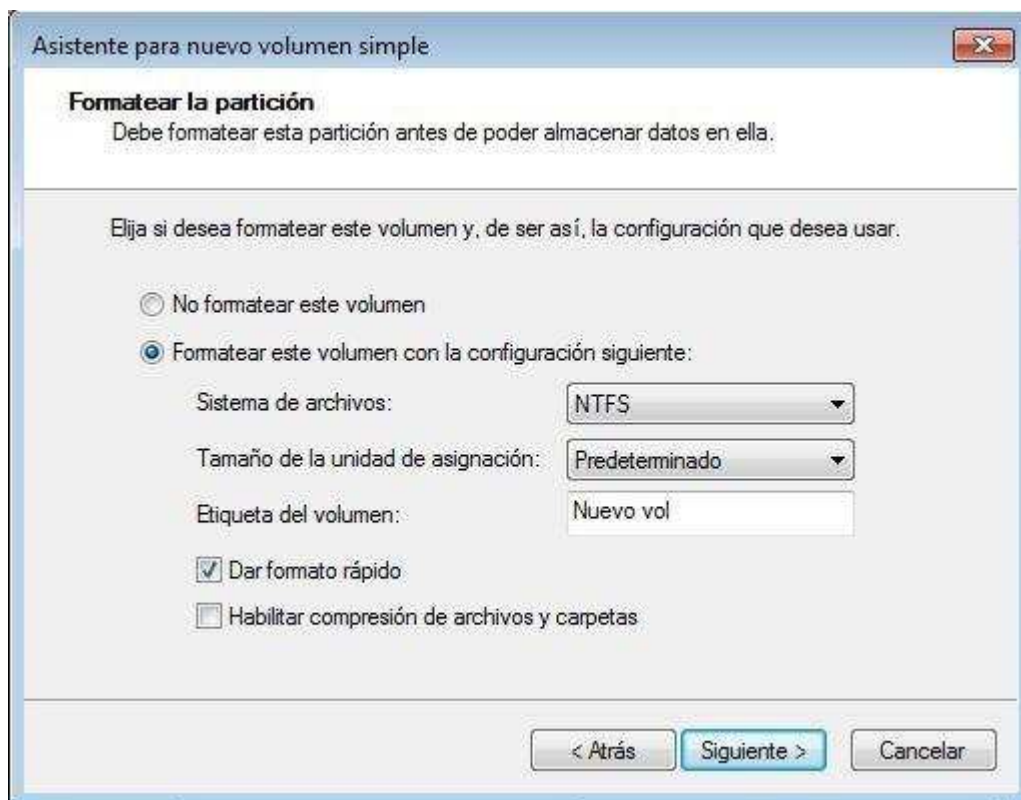 Asistente para nuevo volumen simple
Formatear la partición
Debe formatear esta partición antes de poder almacenar datos en ella.
Elija si desea formatear este volumen y, de ser así, la configuración que desea usar.
No formatear este volumen
Formatear este volumen con la configuración siguiente:
Sistema de archivos: NTFS
Tamaño de la unidad de asignación: Predeterminado
Etiqueta del volumen: Nuevo vol
Dar formato rápido
Habilitar compresión de archivos y carpetas
< Atrás Siguiente > Cancelar